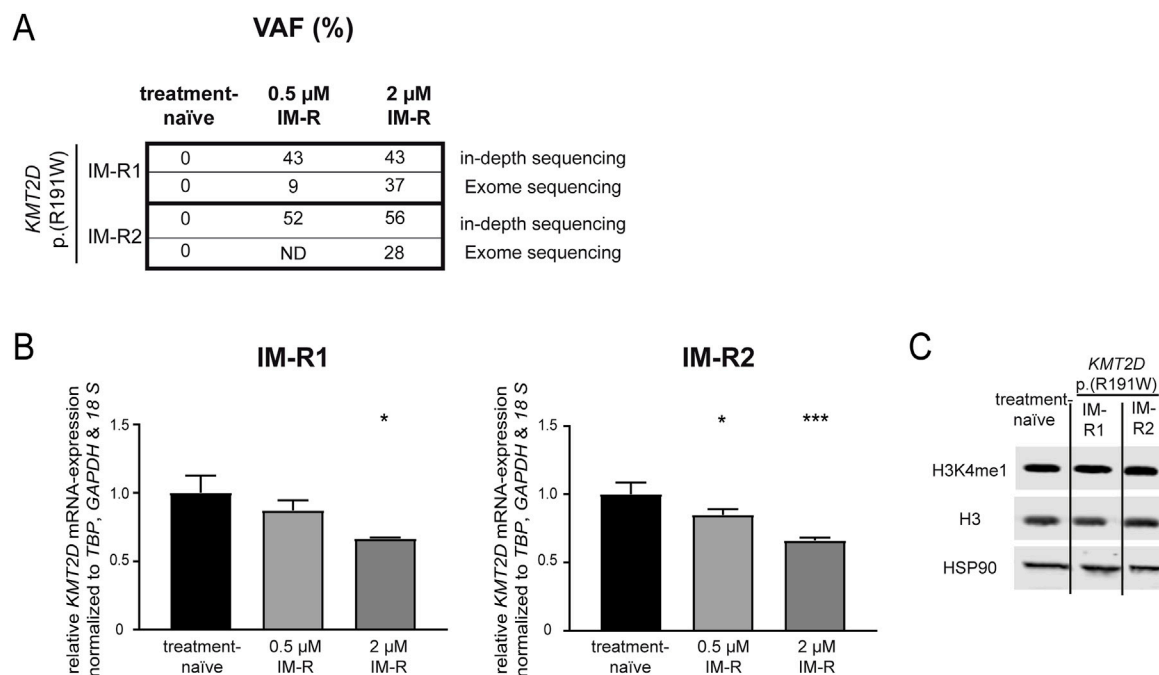 A
VAF (%)
treatment-
naïve
0.5 µM
IM-R
2 µM
IM-R
KMT2D
p.(R191W)
IM-R1
0 43 43 in-depth sequencing
0 9 37 Exome sequencing
IM-R2
0 52 56 in-depth sequencing
0 ND 28 Exome sequencing
B
IM-R1
relative KMT2D mRNA-expression
normalized to TBP, GAPDH & 18 S
1.5
1.0
0.5
0
*
treatment-
naïve
0.5 µM
IM-R
2 µM
IM-R
IM-R2
relative KMT2D mRNA-expression
normalized to TBP, GAPDH & 18 S
1.5
1.0
0.5
0
*
***
treatment-
naïve
0.5 µM
IM-R
2 µM
IM-R
C
KMT2D
p.(R191W)
treatment-
naïve
IM-
R1
IM-
R2
H3K4me1
H3
HSP90